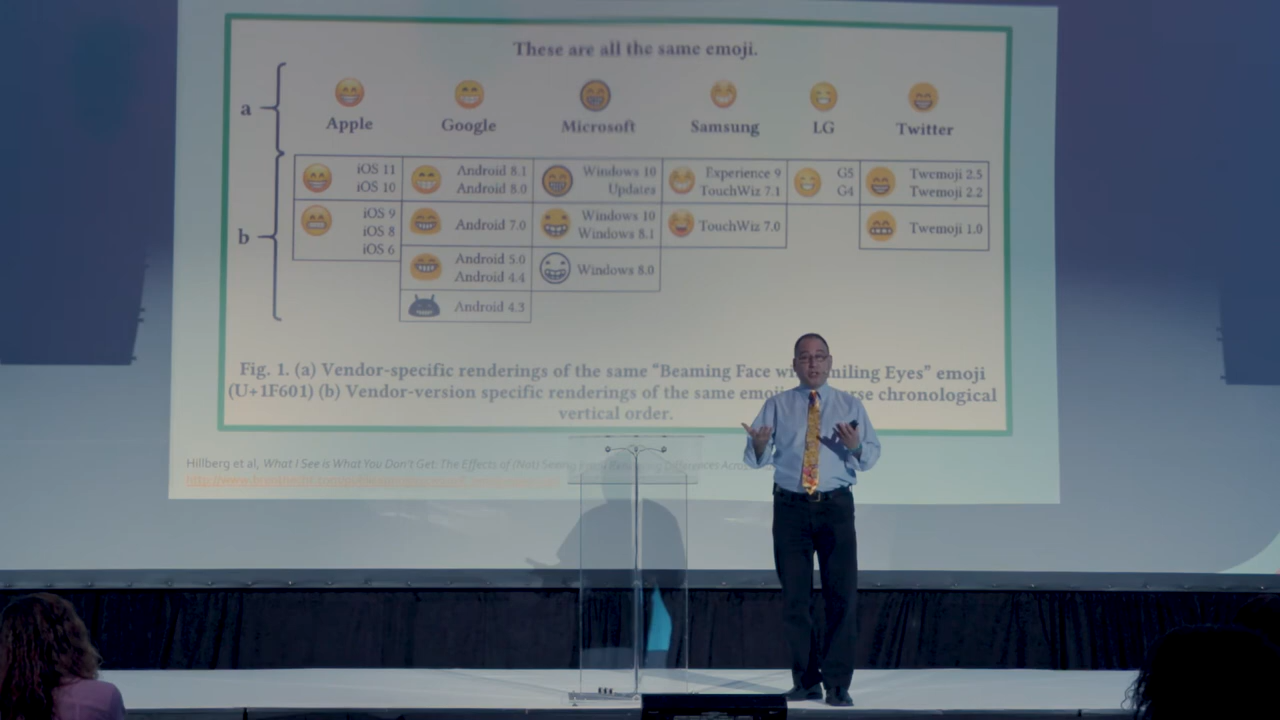 These are all the same emoji.
a
Apple Google Microsoft Samsung LG Twitter
iOS 11 Android 8.1 Windows 10 Experience 9 G5 Twemoji 2.5
iOS 10 Android 8.0 Updates TouchWiz 7.1 G4 Twemoji 2.2
b
iOS 9 Windows 10
iOS 8 Android 7.0 Windows 8.1 TouchWiz 7.0 Twemoji 1.0
iOS 6 Android 5.0
Android 4.4 Windows 8.0
Android 4.3
Fig. 1. (a) Vendor-specific renderings of the same "Beaming Face Smiling Eyes" emoji
(U+1F601) (b) Vendor-version specific renderings of the same chronological
vertical order.
Hillberg et al, What I See is What You Don't Get: The Effects of (Not) Seeing